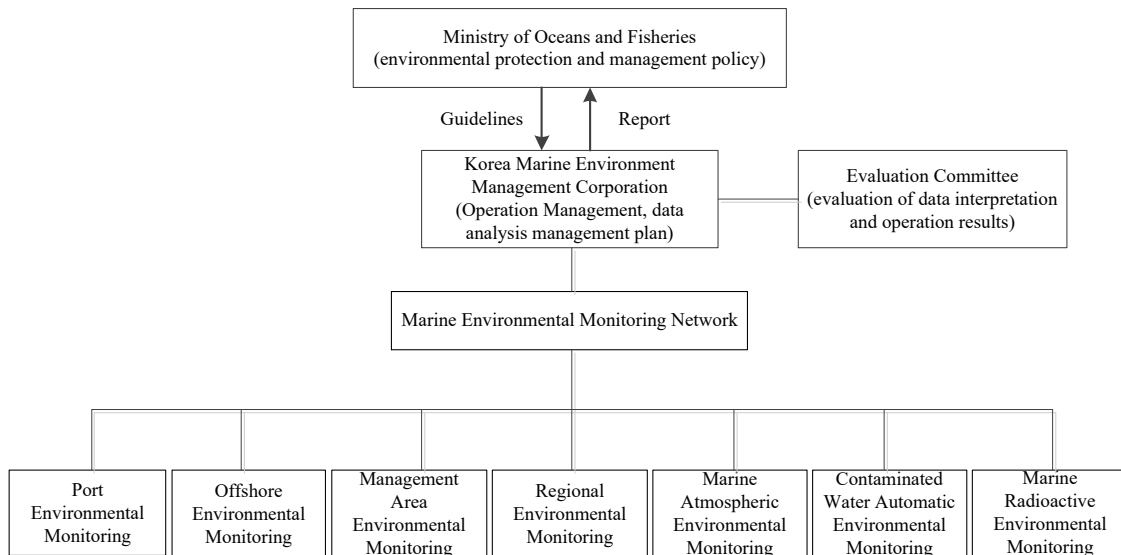 Ministry of Oceans and Fisheries
(environmental protection and management policy)
Guidelines
Report
Korea Marine Environment
Management Corporation
(Operation Management, data
analysis management plan)
Evaluation Committee
(evaluation of data interpretation
and operation results)
Marine Environmental Monitoring Network
Port
Environmental
Monitoring
Offshore
Environmental
Monitoring
Management
Area
Environmental
Monitoring
Regional
Environmental
Monitoring
Marine
Atmospheric
Environmental
Monitoring
Contaminated
Water Automatic
Environmental
Monitoring
Marine
Radioactive
Environmental
Monitoring